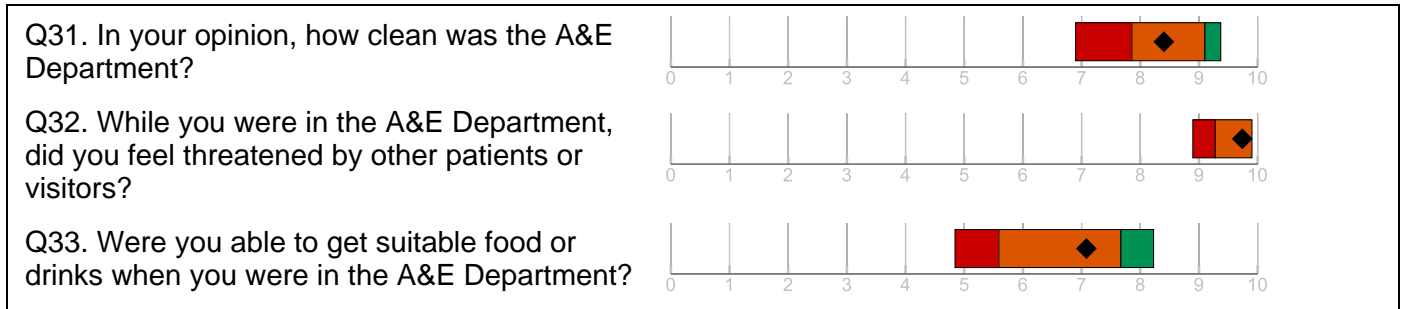 Q31. In your opinion, how clean was the A&E
Department?
0 1 2 3 4 5 6 7 8 9 10
Q32. While you were in the A&E Department,
did you feel threatened by other patients or
visitors?
0 1 2 3 4 5 6 7 8 9 10
Q33. Were you able to get suitable food or
drinks when you were in the A&E Department?
0 1 2 3 4 5 6 7 8 9 10